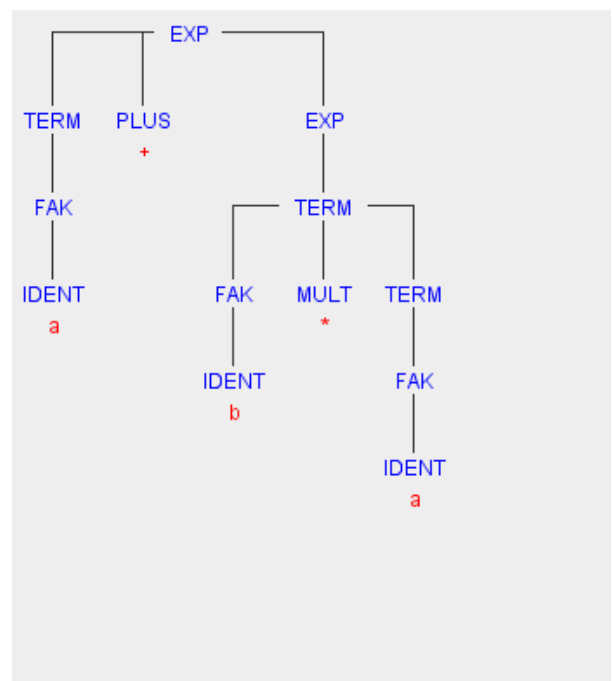 EXP
TERM PLUS EXP
+
FAK TERM
IDENT FAK MULT TERM
a *
IDENT FAK
b
IDENT
a